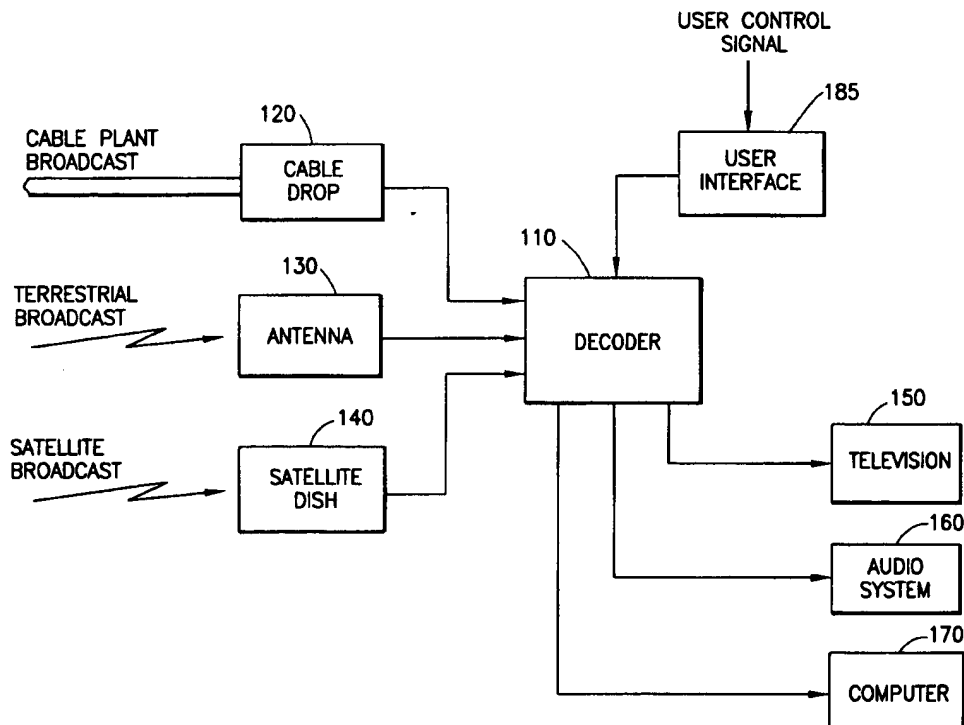 USER CONTROL
SIGNAL
185
USER
INTERFACE
120
CABLE PLANT
BROADCAST
CABLE
DROP
110
DECODER
130
TERRESTRIAL
BROADCAST
ANTENNA
140
SATELLITE
BROADCAST
SATELLITE
DISH
150
TELEVISION
160
AUDIO
SYSTEM
170
COMPUTER